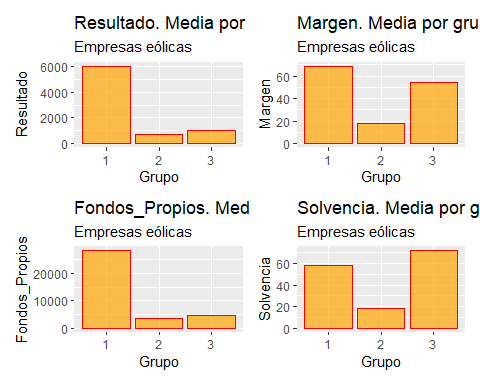 Resultado. Media por
Empresas eólicas
Resultado
6000
4000
2000
0
1 2 3
Grupo
Margen. Media por gru
Empresas eólicas
Margen
60
40
20
0
1 2 3
Grupo
Fondos_Propios. Med
Empresas eólicas
Fondos_Propios
20000
10000
0
1 2 3
Grupo
Solvencia. Media por g
Empresas eólicas
Solvencia
60
40
20
0
1 2 3
Grupo